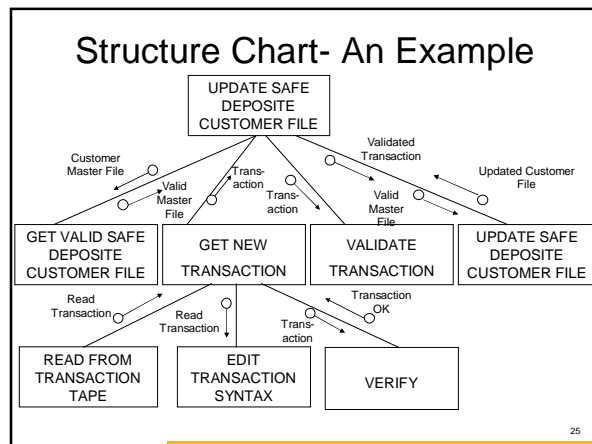 Structure Chart- An Example
UPDATE SAFE
DEPOSITE
CUSTOMER FILE
Customer
Master File
Valid
Master
File
Trans-
action
Trans-
action
Validated
Transaction
Valid
Master
File
Updated Customer
File
GET VALID SAFE
DEPOSITE
CUSTOMER FILE
GET NEW
TRANSACTION
VALIDATE
TRANSACTION
UPDATE SAFE
DEPOSITE
CUSTOMER FILE
Read
Transaction
Read
Transaction
Trans-
action
Transaction
OK
READ FROM
TRANSACTION
TAPE
EDIT
TRANSACTION
SYNTAX
VERIFY
25